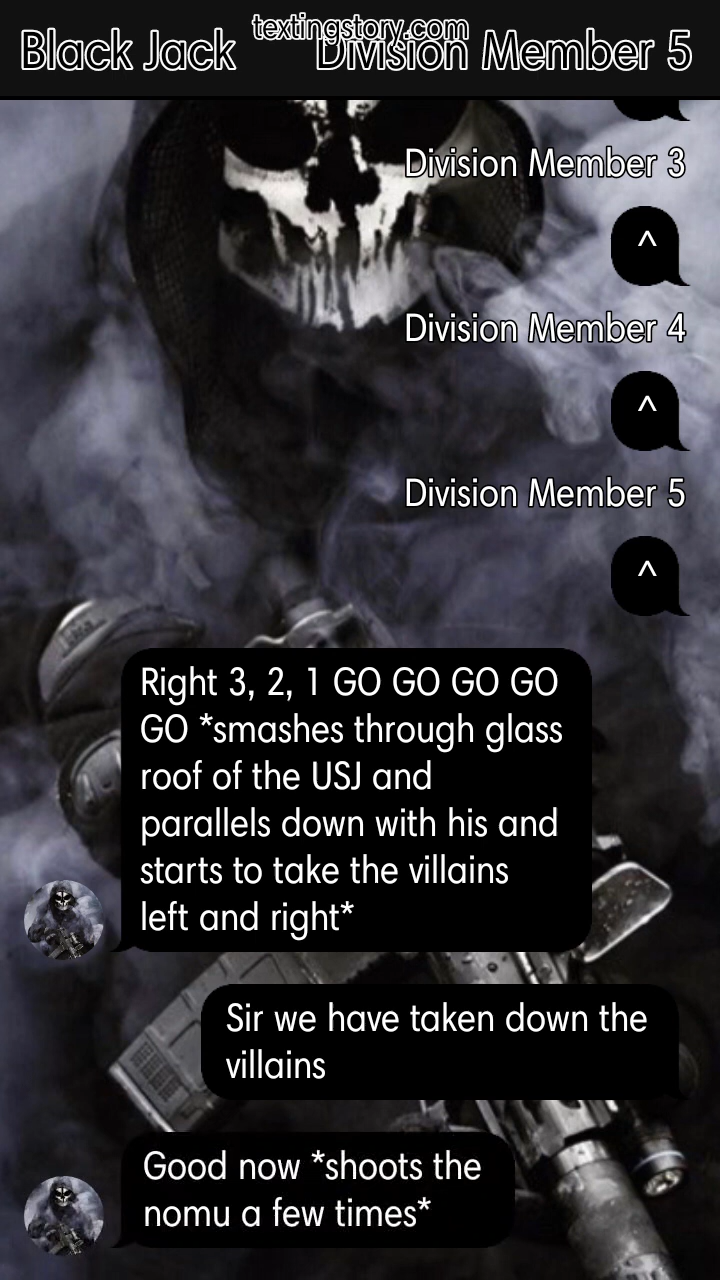 textingstory.com
Black Jack Division Member 5
Division Member 3
^
Division Member 4
^
Division Member 5
^
Right 3, 2, 1 GO GO GO GO
GO *smashes through glass
roof of the USJ and
parallels down with his and
starts to take the villains
left and right*
Sir we have taken down the
villains
Good now *shoots the
nomu a few times*